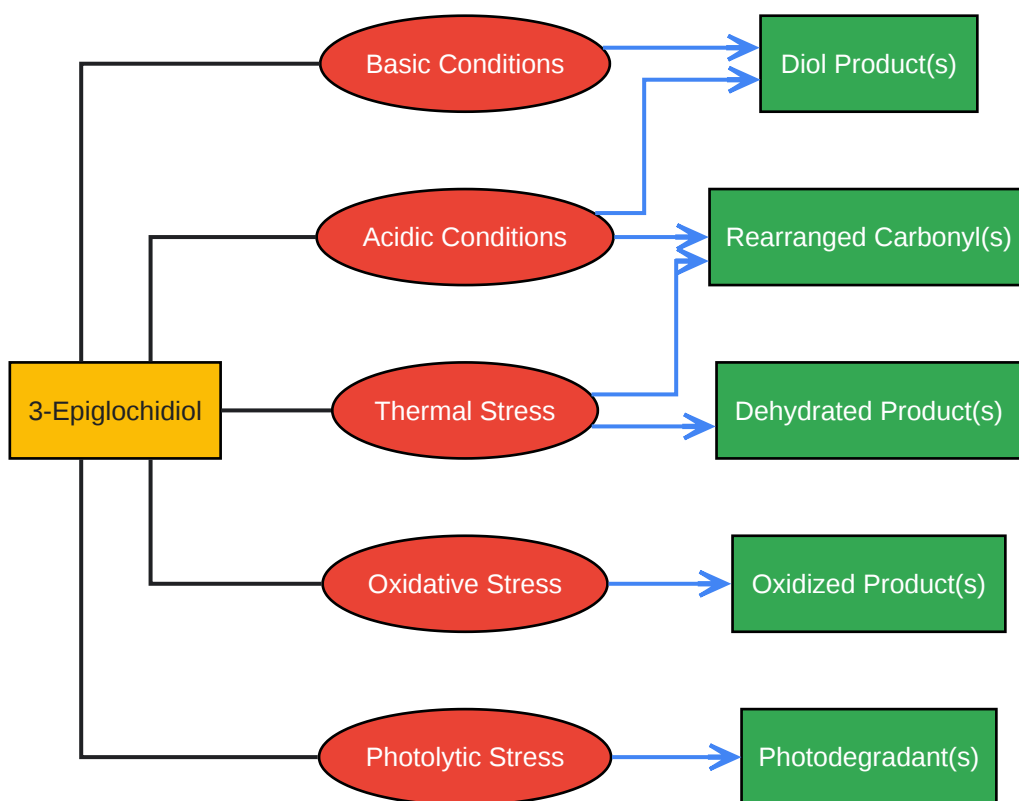 Basic Conditions
Diol Product(s)
Acidic Conditions
Rearranged Carbonyl(s)
3-Epiglochidiol
Thermal Stress
Dehydrated Product(s)
Oxidative Stress
Oxidized Product(s)
Photolytic Stress
Photodegradant(s)